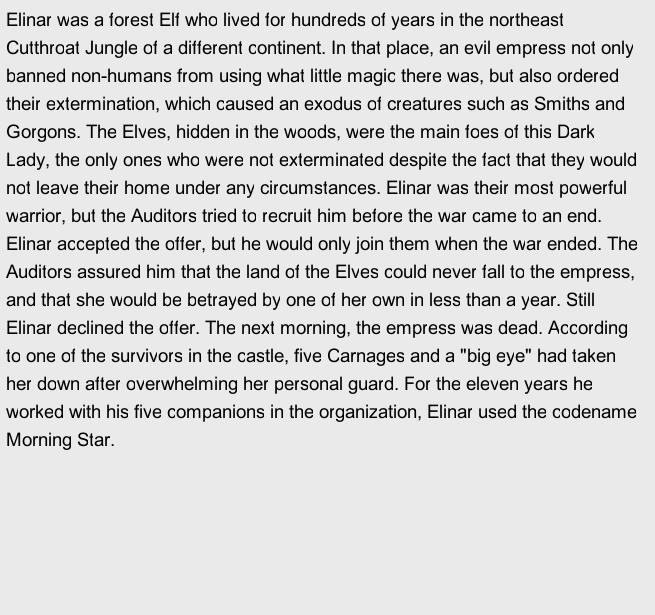 Elinar was a forest Elf who lived for hundreds of years in the northeast
Cutthroat Jungle of a different continent. In that place, an evil empress not only
banned non-humans from using what little magic there was, but also ordered
their extermination, which caused an exodus of creatures such as Smiths and
Gorgons. The Elves, hidden in the woods, were the main foes of this Dark
Lady, the only ones who were not exterminated despite the fact that they would
not leave their home under any circumstances. Elinar was their most powerful
warrior, but the Auditors tried to recruit him before the war came to an end.
Elinar accepted the offer, but he would only join them when the war ended. The
Auditors assured him that the land of the Elves could never fall to the empress,
and that she would be betrayed by one of her own in less than a year. Still
Elinar declined the offer. The next morning, the empress was dead. According
to one of the survivors in the castle, five Carnages and a "big eye" had taken
her down after overwhelming her personal guard. For the eleven years he
worked with his five companions in the organization, Elinar used the codename
Morning Star.